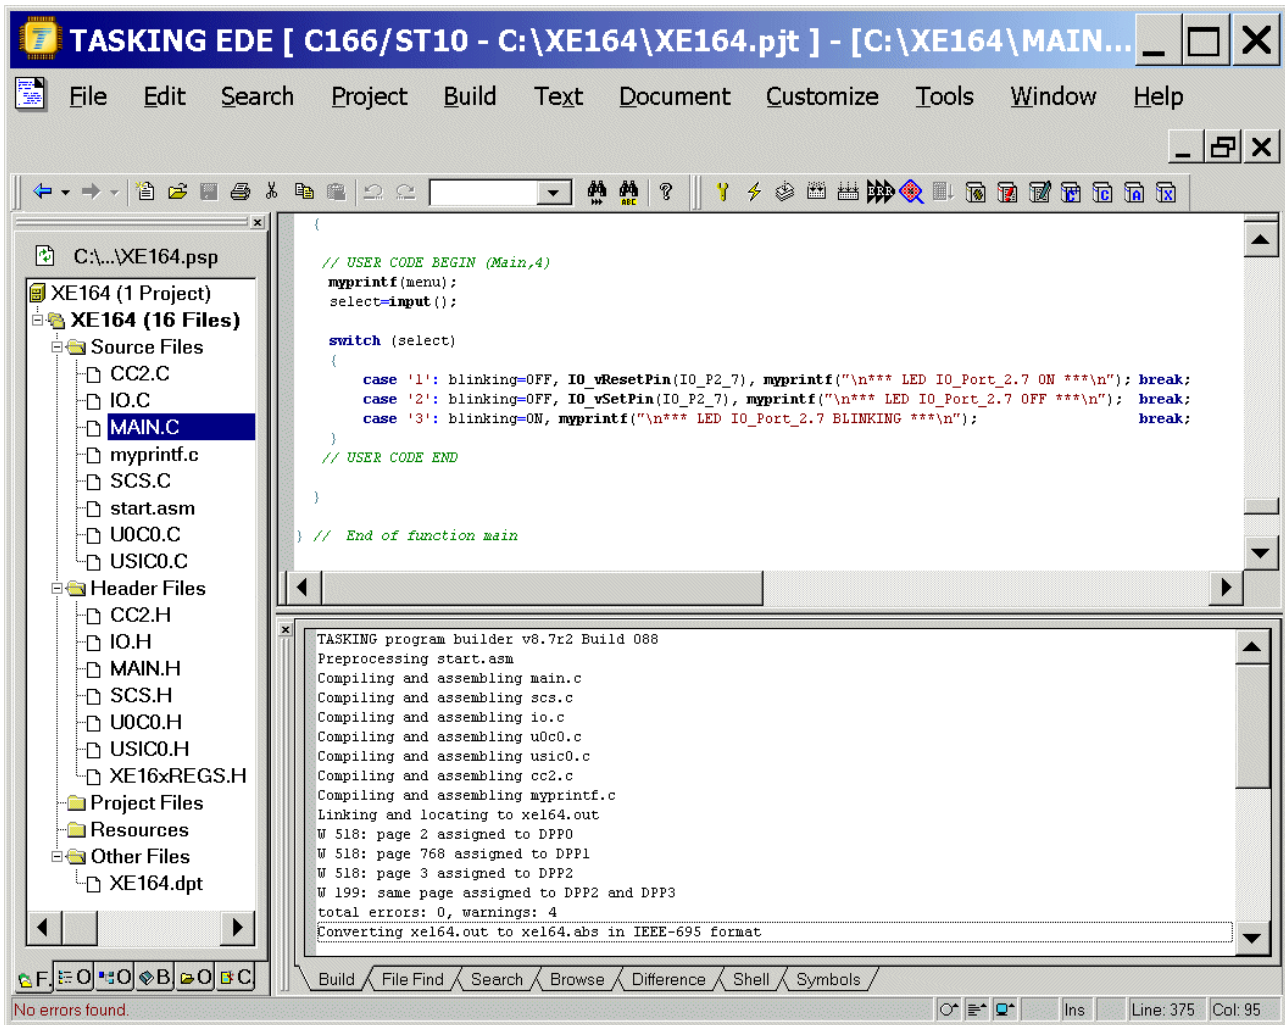 TASKING EDE [ C166/ST10 - C:\XE164\XE164.pjt ] - [C:\XE164\MAIN...
File Edit Search Project Build Text Document Customize Tools Window Help
C:\...\XE164.psp
XE164 (1 Project)
XE164 (16 Files)
Source Files
CC2.C
IO.C
MAIN.C
myprintf.c
SCS.C
start.asm
U0C0.C
USIC0.C
Header Files
CC2.H
IO.H
MAIN.H
SCS.H
U0C0.H
USIC0.H
XE16xREGS.H
Project Files
Resources
Other Files
XE164.dpt
F. O O B O C
{
// USER CODE BEGIN (Main,4)
myprintf(menu);
select=input();
switch (select)
{
case '1': blinking=OFF, IO_vResetPin(IO_P2_7), myprintf("\n*** LED IO_Port_2.7 ON ***\n"); break;
case '2': blinking=OFF, IO_vSetPin(IO_P2_7), myprintf("\n*** LED IO_Port_2.7 OFF ***\n"); break;
case '3': blinking=ON, myprintf("\n*** LED IO_Port_2.7 BLINKING ***\n"); break;
}
// USER CODE END
}
} // End of function main
TASKING program builder v8.7r2 Build 088
Preprocessing start.asm
Compiling and assembling main.c
Compiling and assembling scs.c
Compiling and assembling io.c
Compiling and assembling u0c0.c
Compiling and assembling usic0.c
Compiling and assembling cc2.c
Compiling and assembling myprintf.c
Linking and locating to xe164.out
W 518: page 2 assigned to DPP0
W 518: page 768 assigned to DPP1
W 518: page 3 assigned to DPP2
W 199: same page assigned to DPP2 and DPP3
total errors: 0, warnings: 4
Converting xe164.out to xe164.abs in IEEE-695 format
Build File Find Search Browse Difference Shell Symbols
No errors found. Ins Line: 375 Col: 95